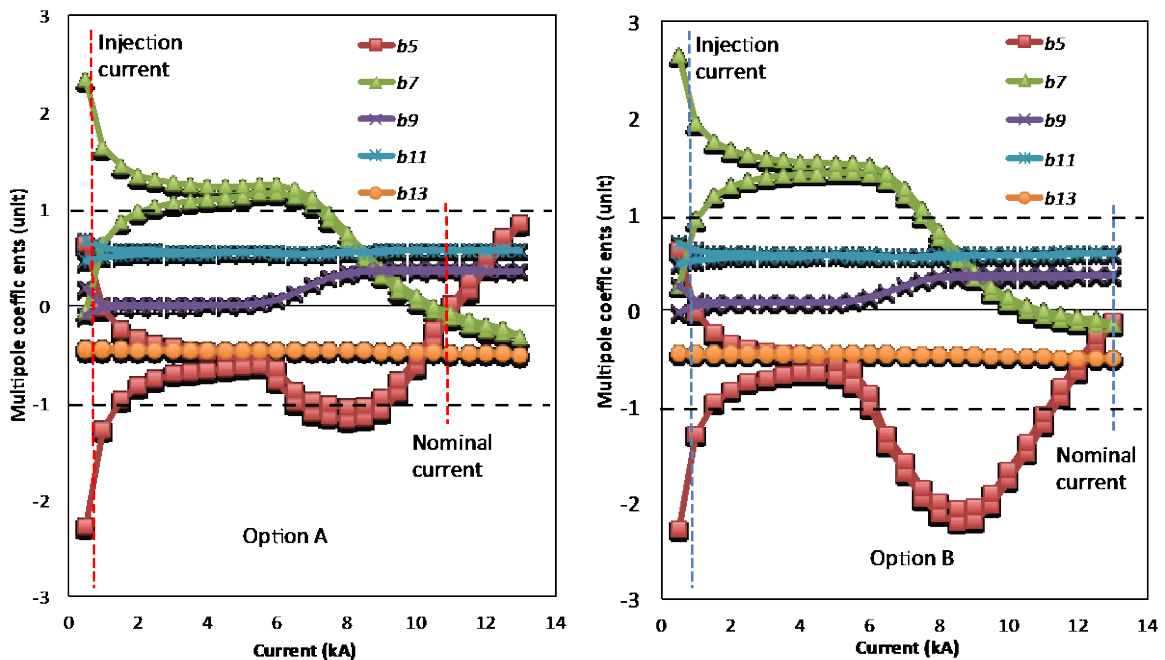 3
2
1
0
-1
-2
-3
Multipole coeffic ents (unit)
Injection
current
b5
b7
b9
b11
b13
Nominal
current
Option A
0
2
4
6
8
10
12
14
Current (kA)
3
2
1
0
-1
-2
-3
Multipole coeffic ents (unit)
Injection
current
b5
b7
b9
b11
b13
Nominal
current
Option B
0
2
4
6
8
10
12
14
Current (kA)